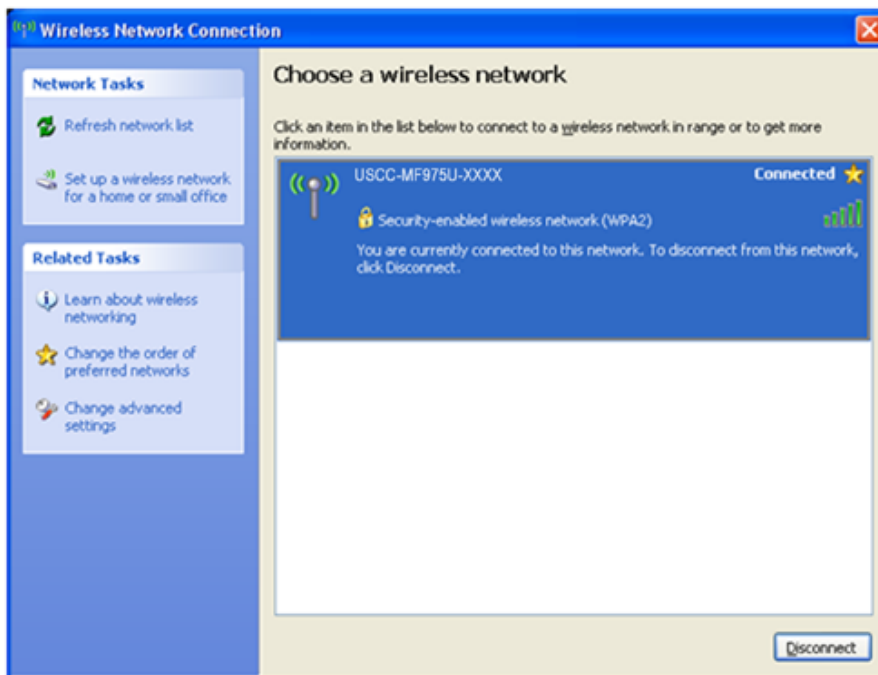 Wireless Network Connection
Network Tasks
Refresh network list
Set up a wireless network
for a home or small office
Related Tasks
Learn about wireless
networking
Change the order of
preferred networks
Change advanced
settings
Choose a wireless network
Click an item in the list below to connect to a wireless network in range or to get more
information.
USCC-MF975U-XXXX
Connected
Security-enabled wireless network (WPA2)
You are currently connected to this network. To disconnect from this network,
click Disconnect.
Disconnect